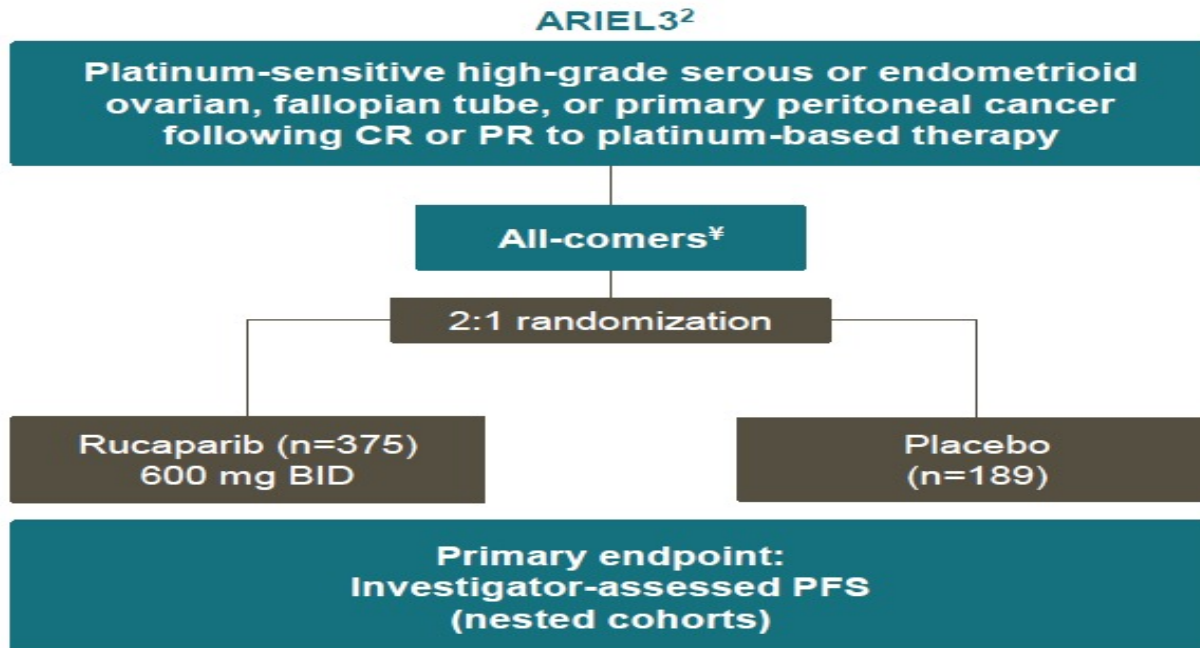 ARIEL3²
Platinum-sensitive high-grade serous or endometrioid
ovarian, fallopian tube, or primary peritoneal cancer
following CR or PR to platinum-based therapy
All-comers¥
2:1 randomization
Rucaparib (n=375)
600 mg BID
Placebo
(n=189)
Primary endpoint:
Investigator-assessed PFS
(nested cohorts)